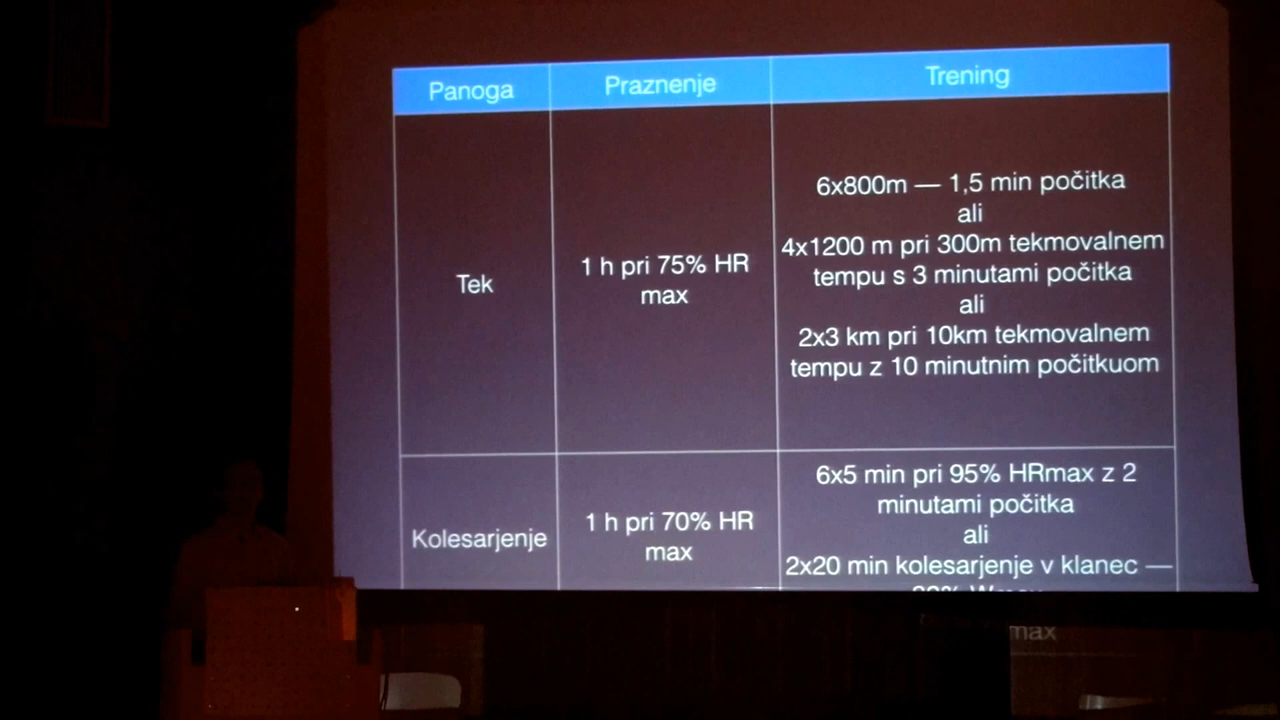 Panoga
Praznenje
Trening
Tek
1 h pri 75% HR
max
6x800m — 1,5 min počitka
ali
4x1200 m pri 300m tekmovalnem
tempu s 3 minutami počitka
ali
2x3 km pri 10km tekmovalnem
tempu z 10 minutnim počitkuom
Kolesarjenje
1 h pri 70% HR
max
6x5 min pri 95% HRmax z 2
minutami počitka
ali
2x20 min kolesarjenje v klanec —
max